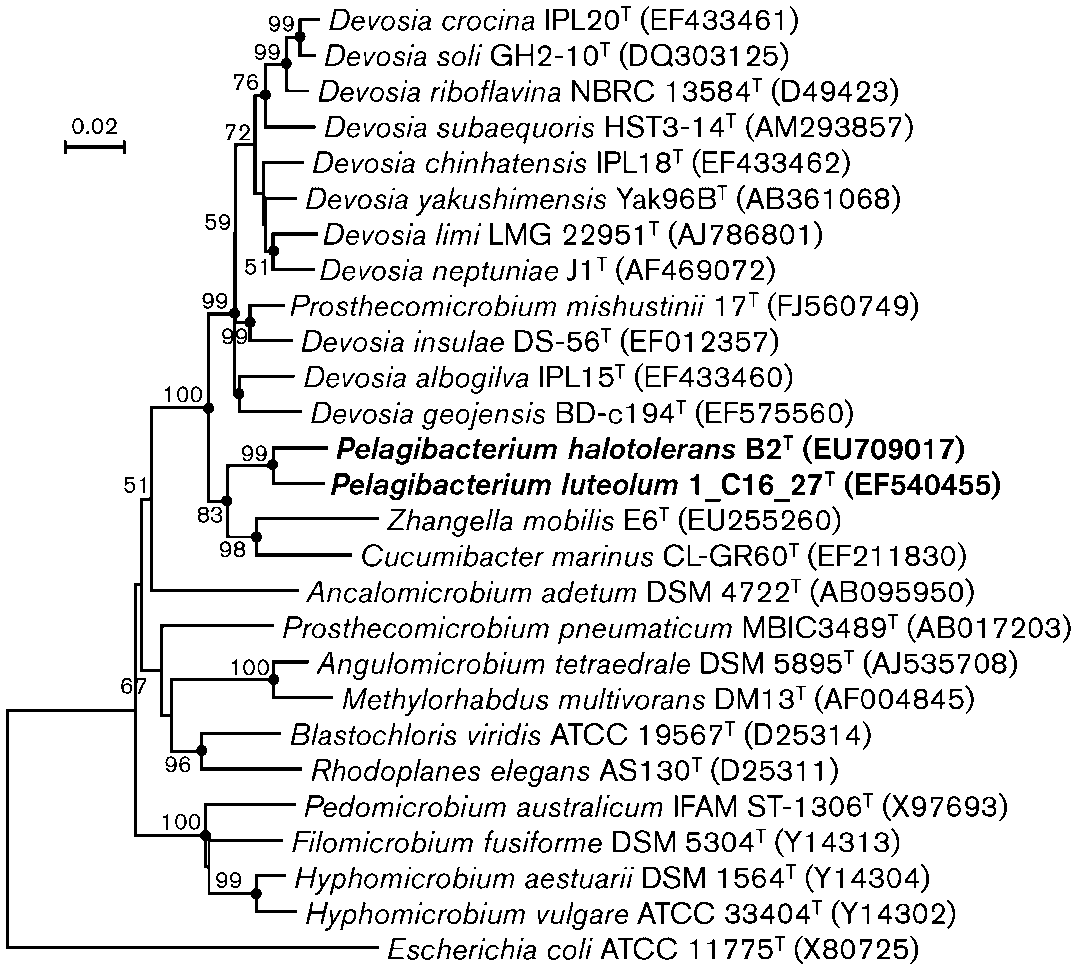 99 Devosia crocina IPL20ᵀ (EF433461)
99 Devosia soli GH2-10ᵀ (DQ303125)
76 Devosia riboflavina NBRC 13584ᵀ (D49423)
0.02 72 Devosia subaequoris HST3-14ᵀ (AM293857)
Devosia chinhatensis IPL18ᵀ (EF433462)
Devosia yakushimensis Yak96Bᵀ (AB361068)
59 Devosia limi LMG 22951ᵀ (AJ786801)
51 Devosia neptuniae J1ᵀ (AF469072)
99 Prosthecomicrobium mishustinii 17ᵀ (FJ560749)
99 Devosia insulae DS-56ᵀ (EF012357)
Devosia albogilva IPL15ᵀ (EF433460)
100 Devosia geojensis BD-c194ᵀ (EF575560)
99 Pelagibacterium halotolerans B2ᵀ (EU709017)
51 Pelagibacterium luteolum 1_C16_27ᵀ (EF540455)
83 Zhangella mobilis E6ᵀ (EU255260)
98 Cucumibacter marinus CL-GR60ᵀ (EF211830)
Ancalomicrobium adetum DSM 4722ᵀ (AB095950)
Prosthecomicrobium pneumaticum MBIC3489ᵀ (AB017203)
100 Angulomicrobium tetraedrale DSM 5895ᵀ (AJ535708)
67 Methylorhabdus multivorans DM13ᵀ (AF004845)
Blastochloris viridis ATCC 19567ᵀ (D25314)
96 Rhodoplanes elegans AS130ᵀ (D25311)
Pedomicrobium australicum IFAM ST-1306ᵀ (X97693)
100 Filomicrobium fusiforme DSM 5304ᵀ (Y14313)
99 Hyphomicrobium aestuarii DSM 1564ᵀ (Y14304)
Hyphomicrobium vulgare ATCC 33404ᵀ (Y14302)
Escherichia coli ATCC 11775ᵀ (X80725)